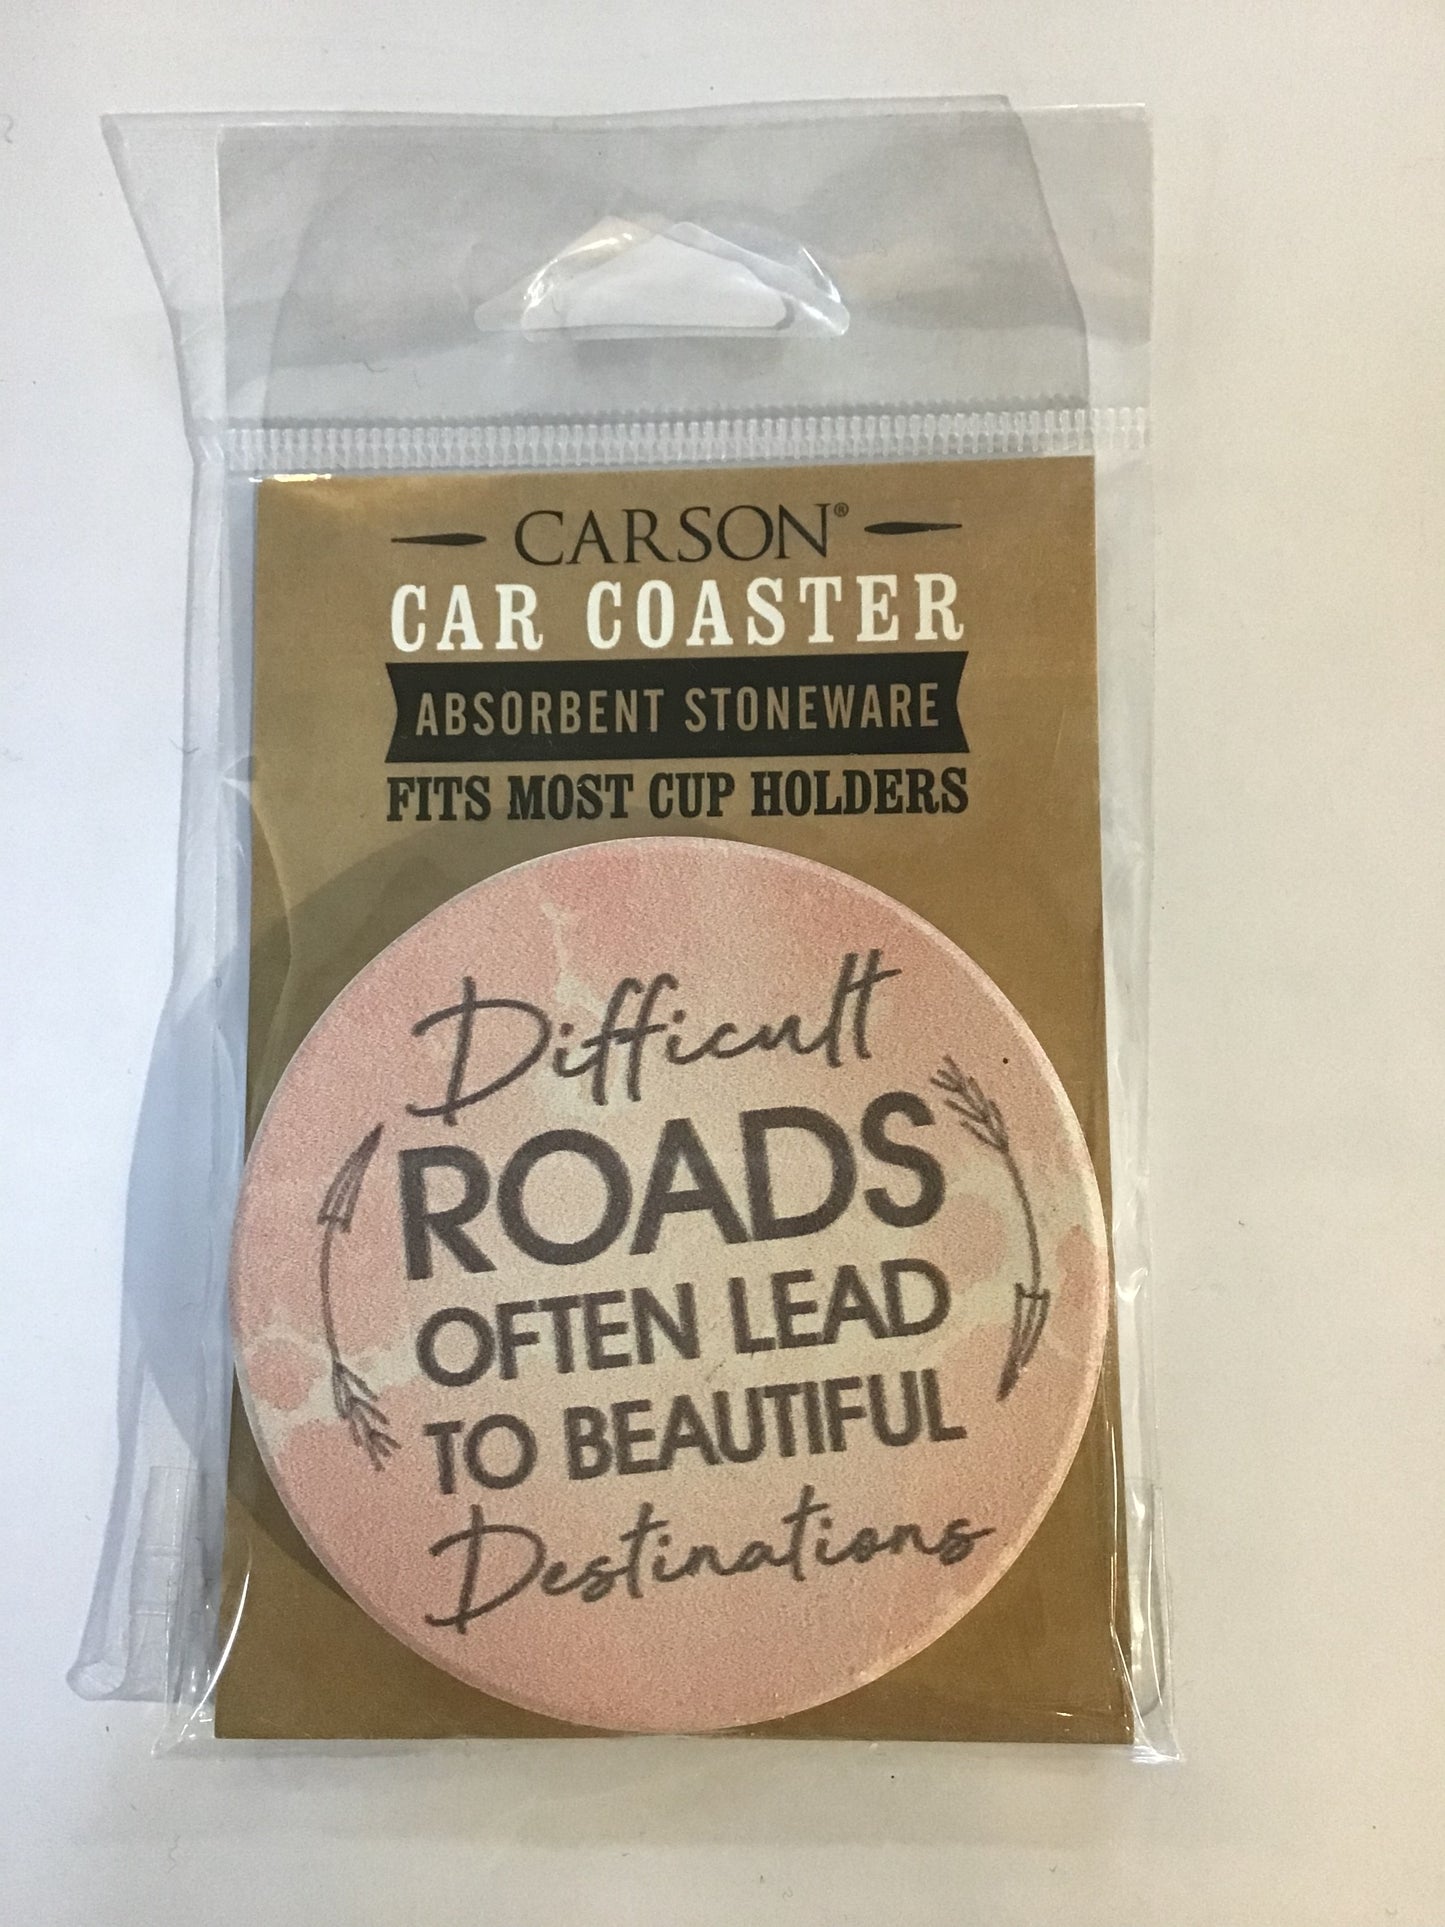 CARSON®
CAR COASTER
ABSORBENT STONEWARE
FITS MOST CUP HOLDERS
Difficult
ROADS
OFTEN LEAD
TO BEAUTIFUL
Destinations